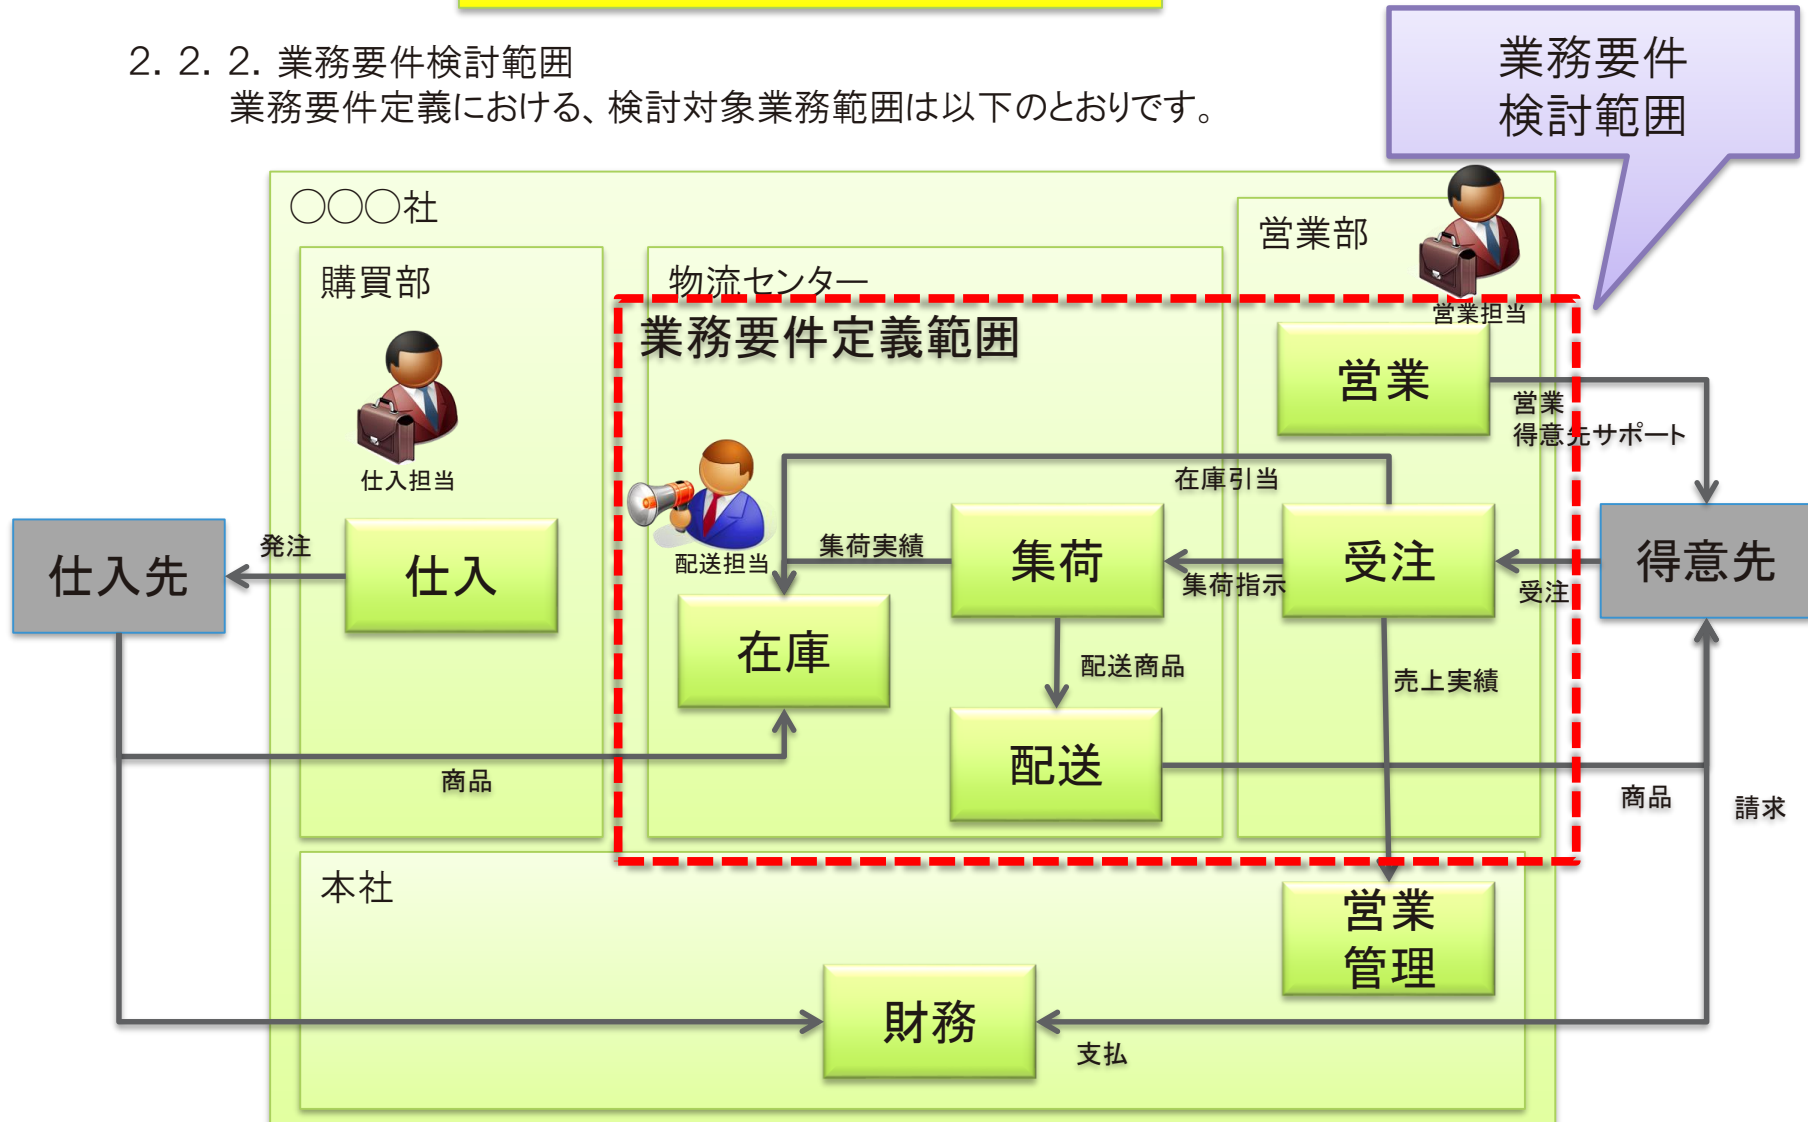 ２．２．２．業務要件検討範囲
業務要件定義における、検討対象業務範囲は以下のとおりです。
業務要件
検討範囲
〇〇〇社
購買部
物流センター
営業部
業務要件定義範囲
営業担当
営業
営業
得意先サポート
仕入担当
在庫引当
仕入先
発注
仕入
配送担当
集荷実績
集荷
集荷指示
受注
受注
得意先
在庫
配送商品
売上実績
配送
商品
商品
請求
本社
営業
管理
財務
支払